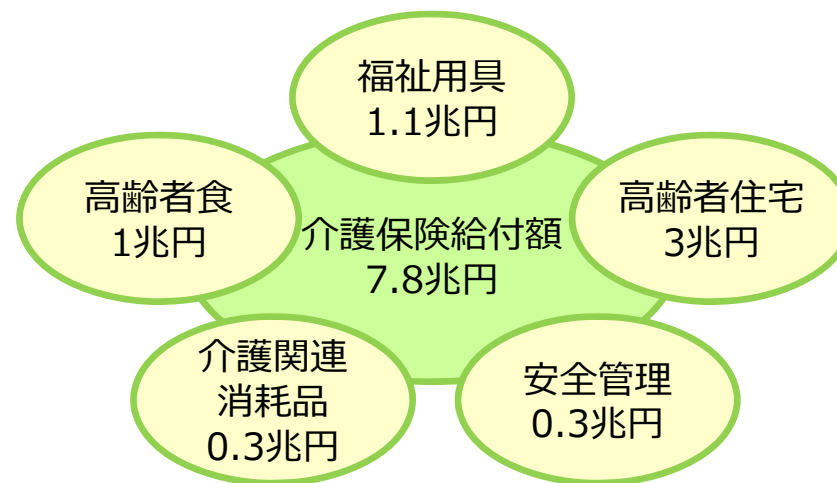 福祉用具
1.1兆円
高齢者食
1兆円
介護保険給付額
7.8兆円
高齢者住宅
3兆円
介護関連
消耗品
0.3兆円
安全管理
0.3兆円